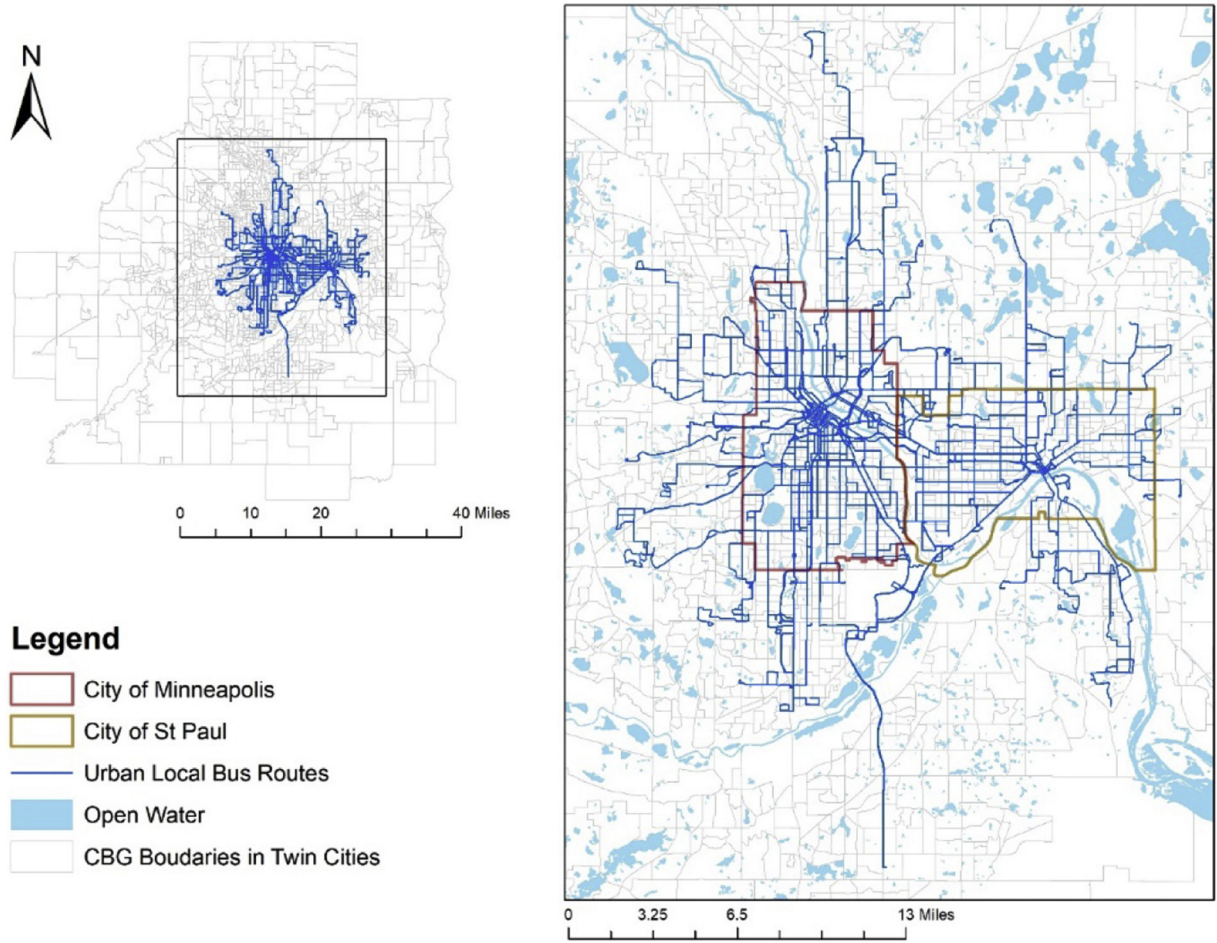 N
0 10 20 40 Miles
Legend
City of Minneapolis
City of St Paul
Urban Local Bus Routes
Open Water
CBG Boudaries in Twin Cities
0 3.25 6.5 13 Miles